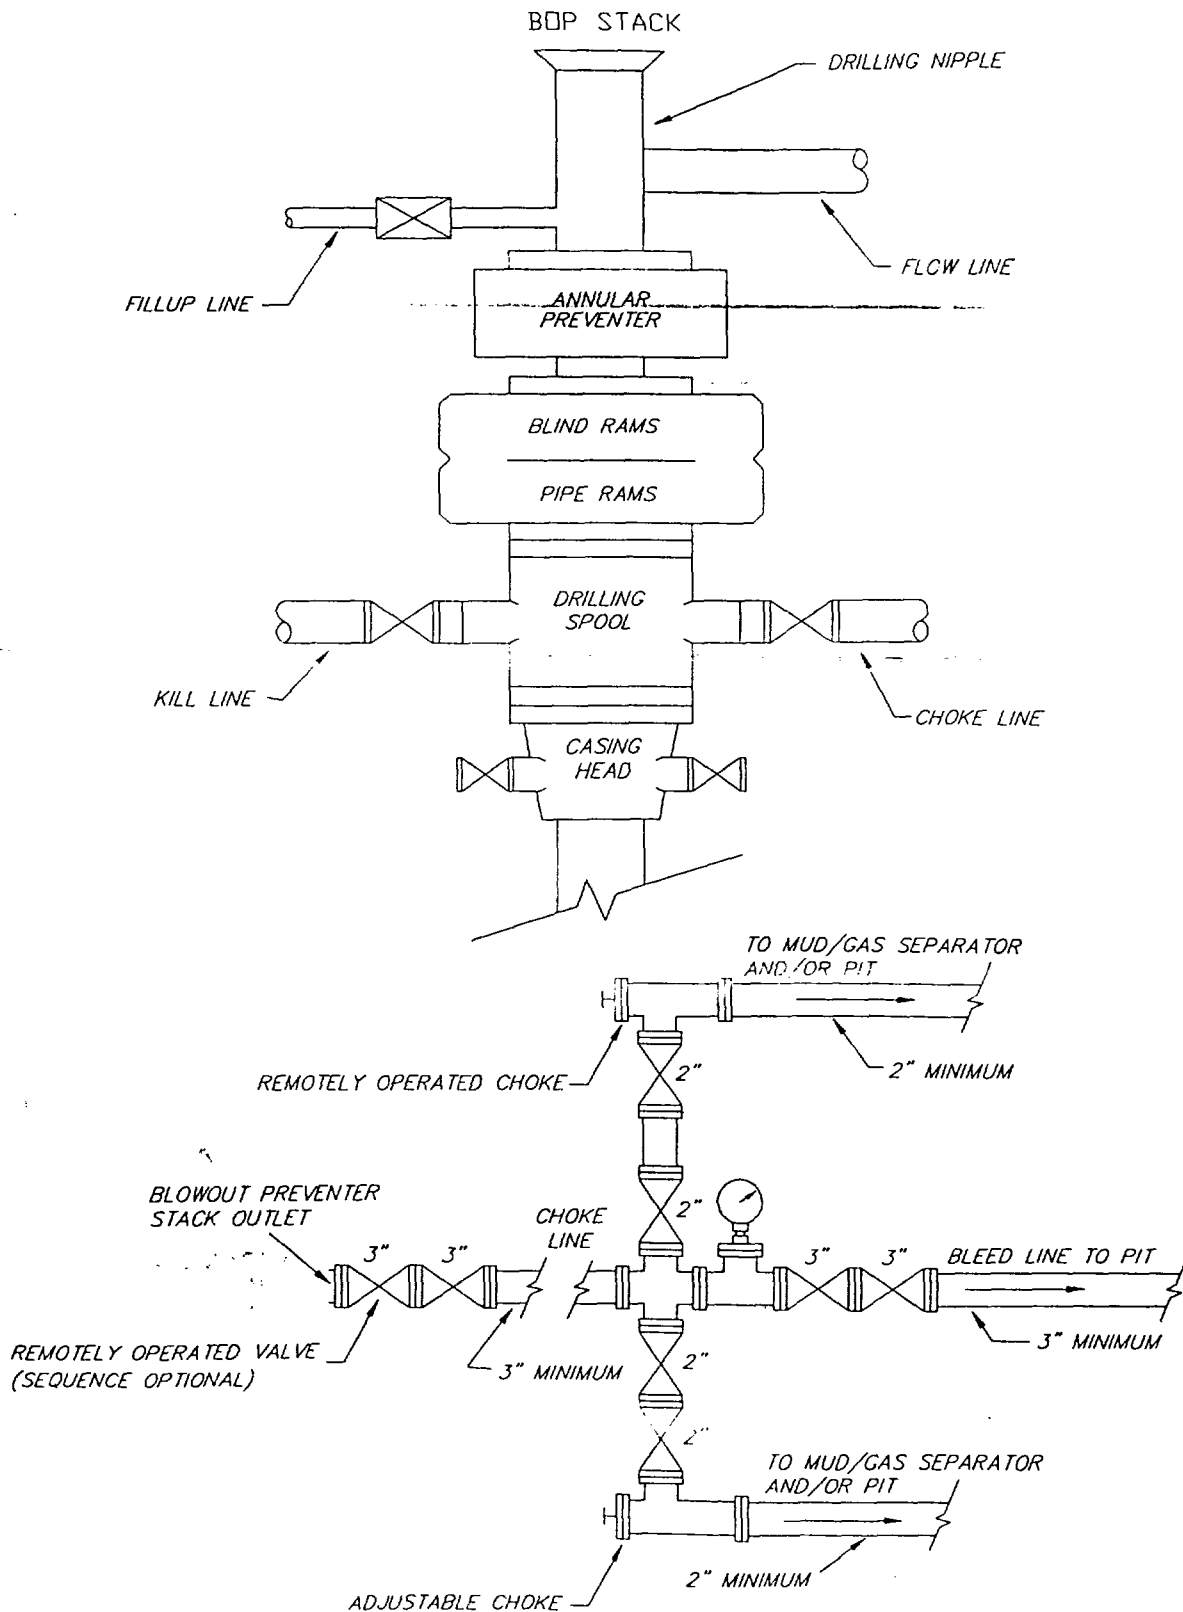 BOP STACK
DRILLING NIPPLE
FLOW LINE
FILLUP LINE
ANNULAR
PREVENTER
BLIND RAMS
PIPE RAMS
DRILLING
SPOOL
KILL LINE
CHOKE LINE
CASING
HEAD
TO MUD/GAS SEPARATOR
AND/OR PIT
2" MINIMUM
REMOTELY OPERATED CHOKE
2"
2"
BLOWOUT PREVENTER
STACK OUTLET
CHOKE
LINE
3"
3"
3"
3"
BLEED LINE TO PIT
3" MINIMUM
REMOTELY OPERATED VALVE
(SEQUENCE OPTIONAL)
3" MINIMUM
2"
2"
TO MUD/GAS SEPARATOR
AND/OR PIT
2" MINIMUM
ADJUSTABLE CHOKE